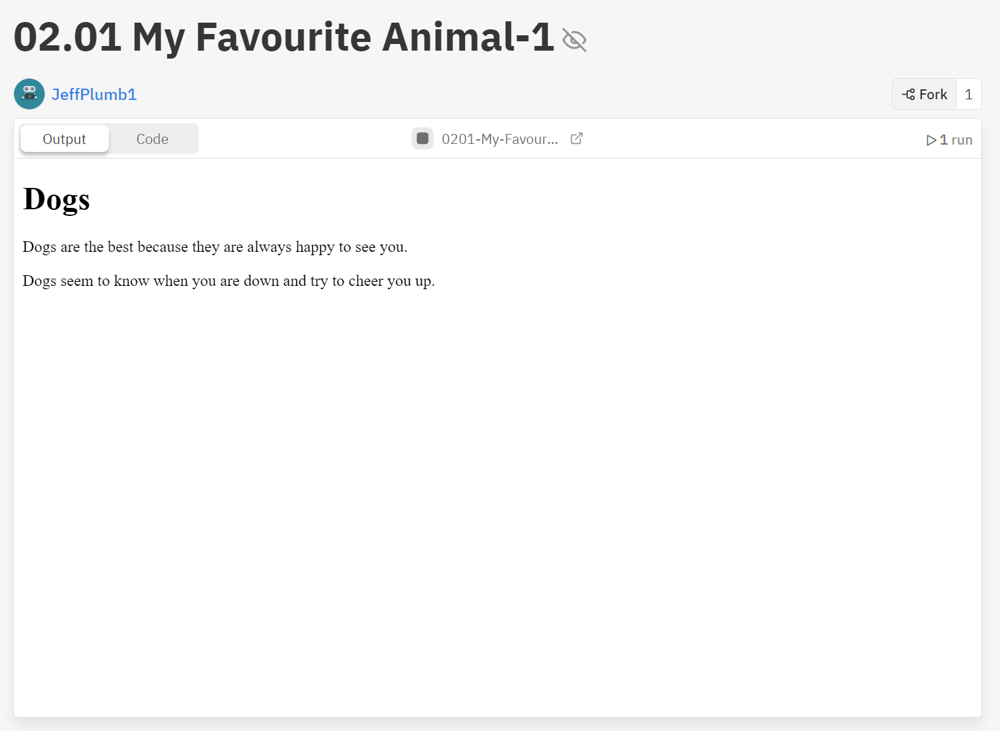 02.01 My Favourite Animal-1
JeffPlumb1
Fork 1
Output Code 0201-My-Favour... 1 run
Dogs
Dogs are the best because they are always happy to see you.
Dogs seem to know when you are down and try to cheer you up.